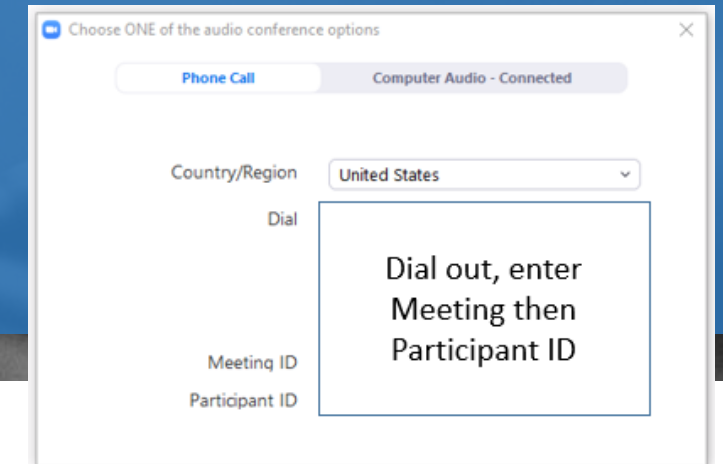 Choose ONE of the audio conference options
Phone Call Computer Audio - Connected
Country/Region United States
Dial
Dial out, enter
Meeting then
Participant ID
Meeting ID
Participant ID